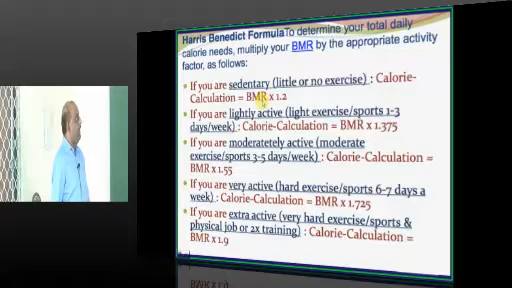 Harris Benedict FormulaTo determine your total daily
calorie needs, multiply your BMR by the appropriate activity
factor, as follows:
If you are sedentary (little or no exercise) : Calorie-
Calculation = BMR x 1.2
If you are lightly active (light exercise/sports 1-3
days/week) : Calorie-Calculation = BMR x 1.375
If you are moderatetely active (moderate
exercise/sports 3-5 days/week) : Calorie-Calculation =
BMR x 1.55
If you are very active (hard exercise/sports 6-7 days a
week) : Calorie-Calculation = BMR x 1.725
If you are extra active (very hard exercise/sports &
physical job or 2x training) : Calorie-Calculation =
BMR x 1.9